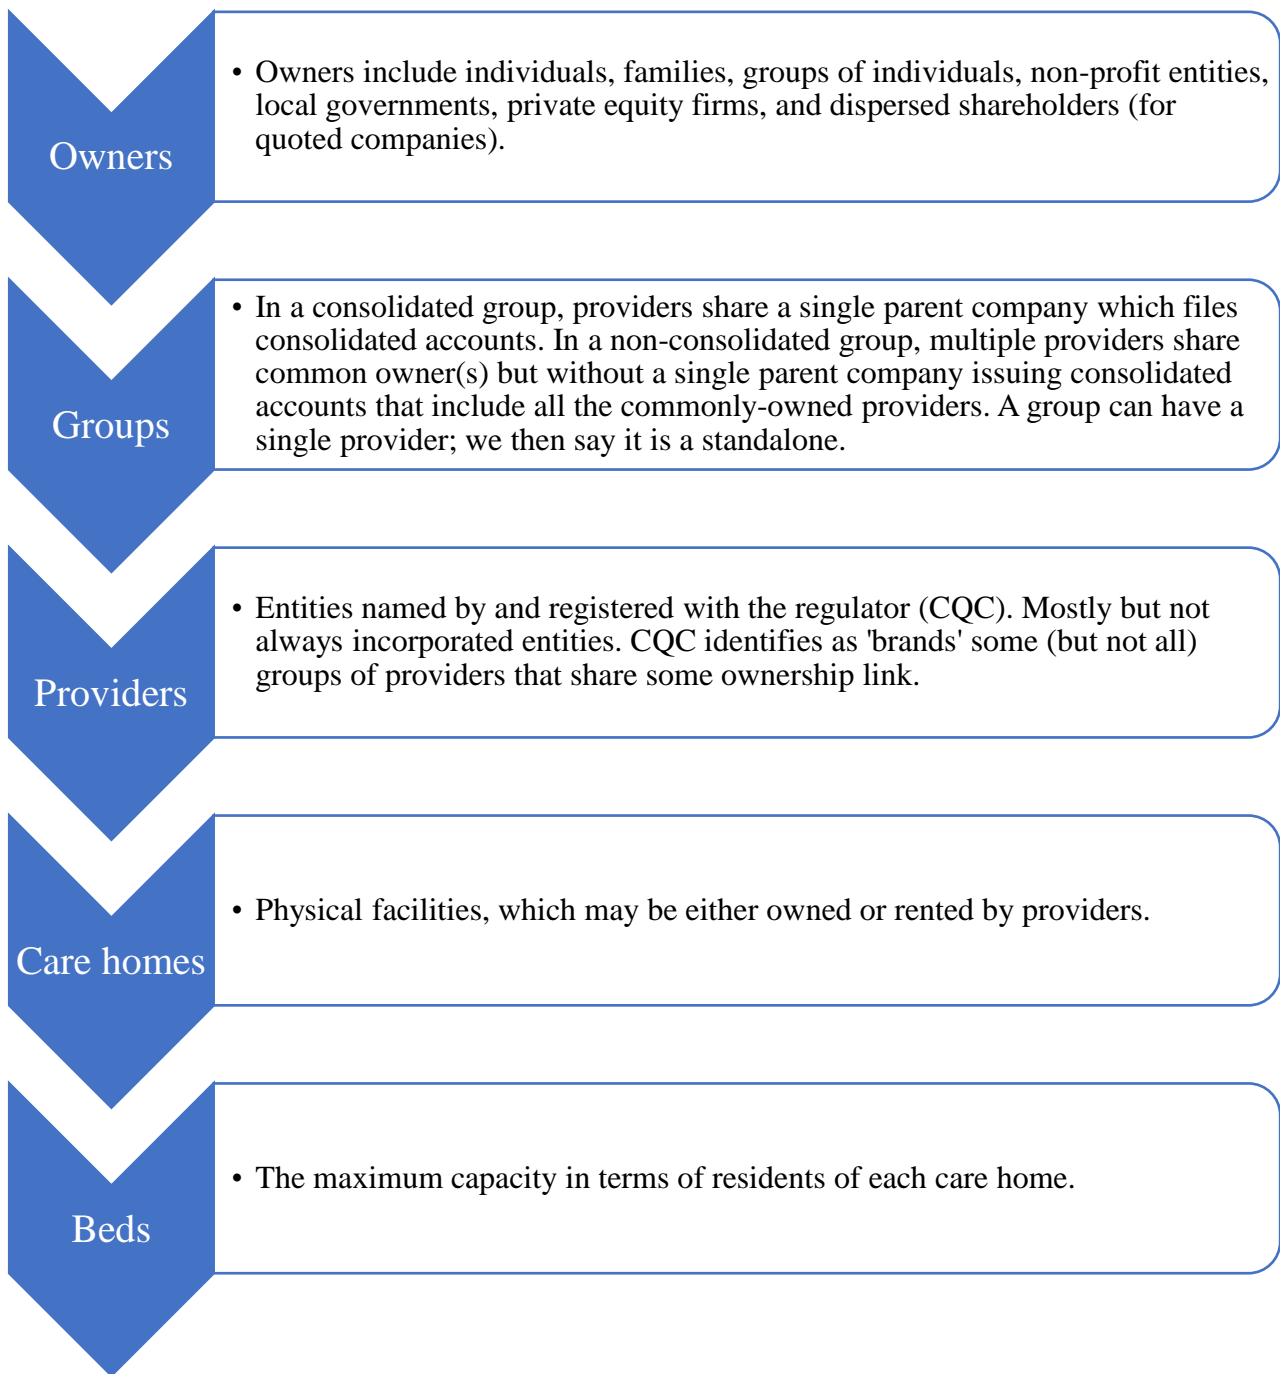 Owners
• Owners include individuals, families, groups of individuals, non-profit entities,
local governments, private equity firms, and dispersed shareholders (for
quoted companies).
Groups
• In a consolidated group, providers share a single parent company which files
consolidated accounts. In a non-consolidated group, multiple providers share
common owner(s) but without a single parent company issuing consolidated
accounts that include all the commonly-owned providers. A group can have a
single provider; we then say it is a standalone.
Providers
• Entities named by and registered with the regulator (CQC). Mostly but not
always incorporated entities. CQC identifies as 'brands' some (but not all)
groups of providers that share some ownership link.
Care homes
• Physical facilities, which may be either owned or rented by providers.
Beds
• The maximum capacity in terms of residents of each care home.